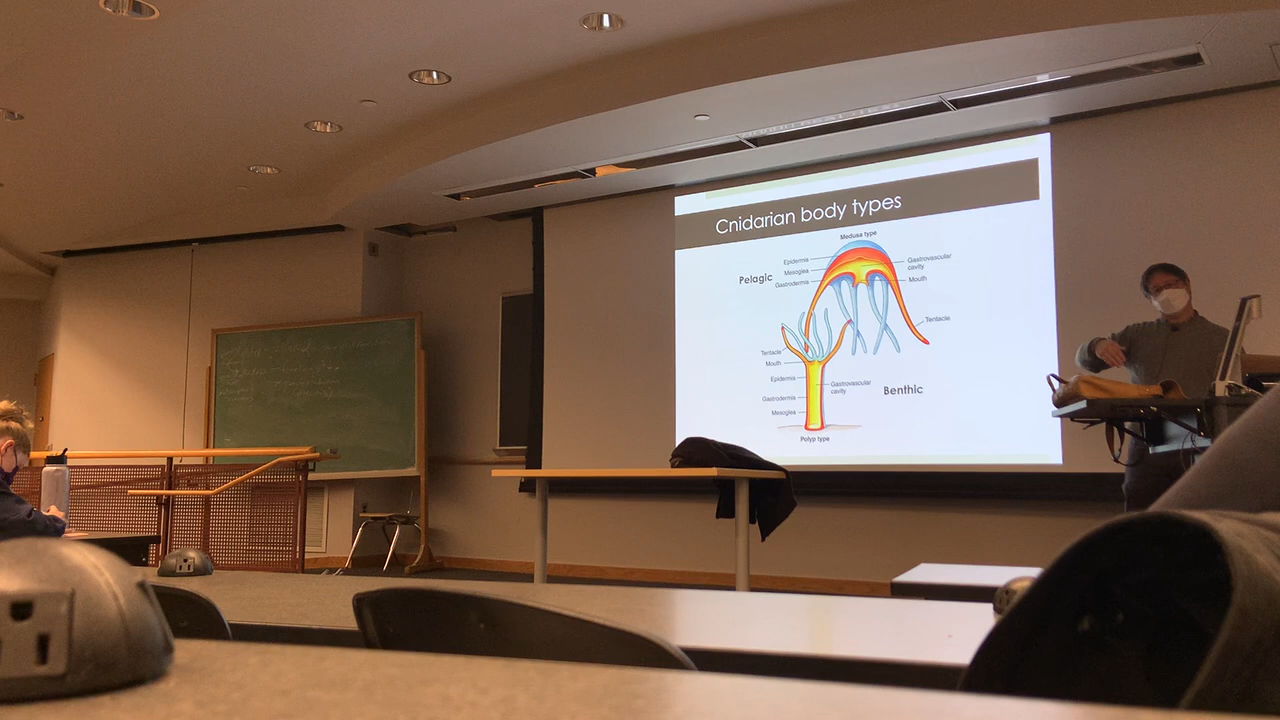 Cnidarian body types
Medusa type
Pelagic
Epidermis
Mesoglea
Gastrodermis
Gastrovascular
cavity
Mouth
Tentacle
Tentacle
Mouth
Epidermis
Gastrodermis
Mesoglea
Gastrovascular
cavity
Benthic
Polyp type